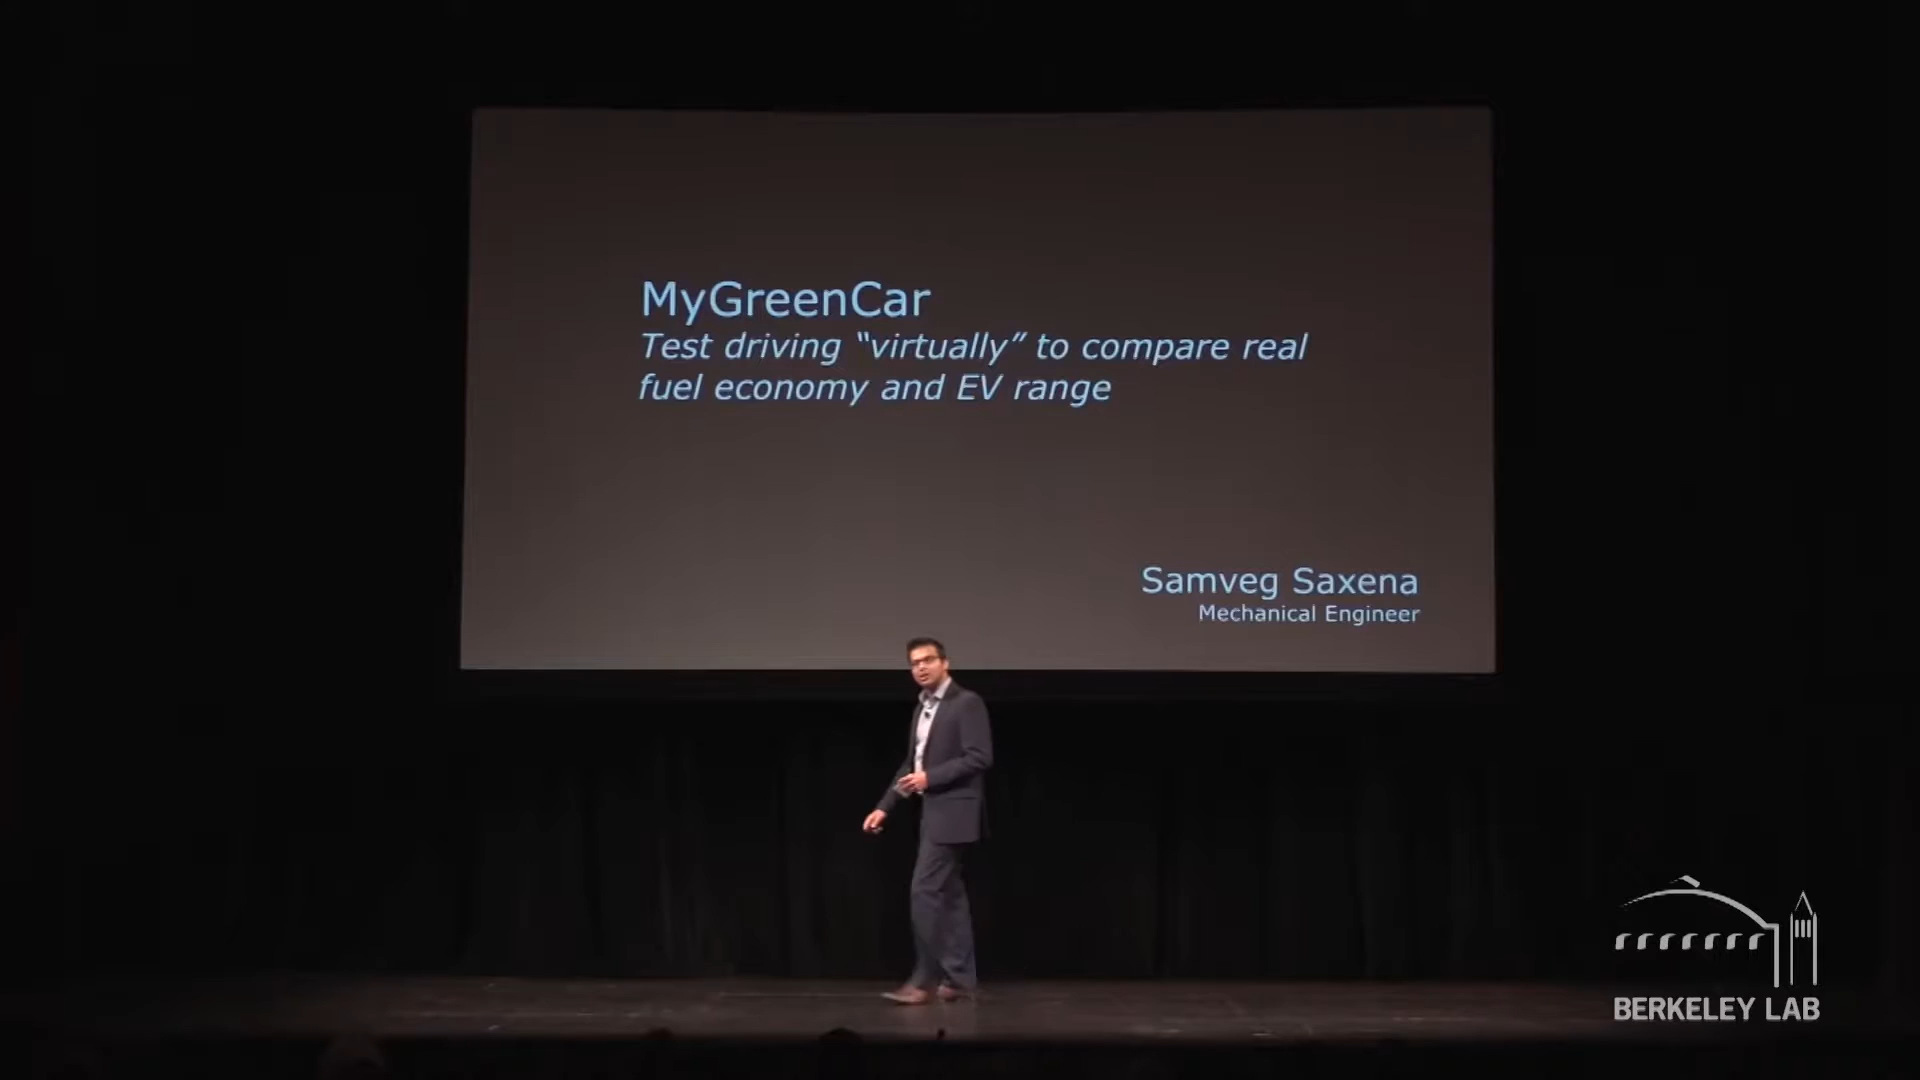 MyGreenCar
Test driving “virtually” to compare real
fuel economy and EV range
Samveg Saxena
Mechanical Engineer
BERKELEY LAB